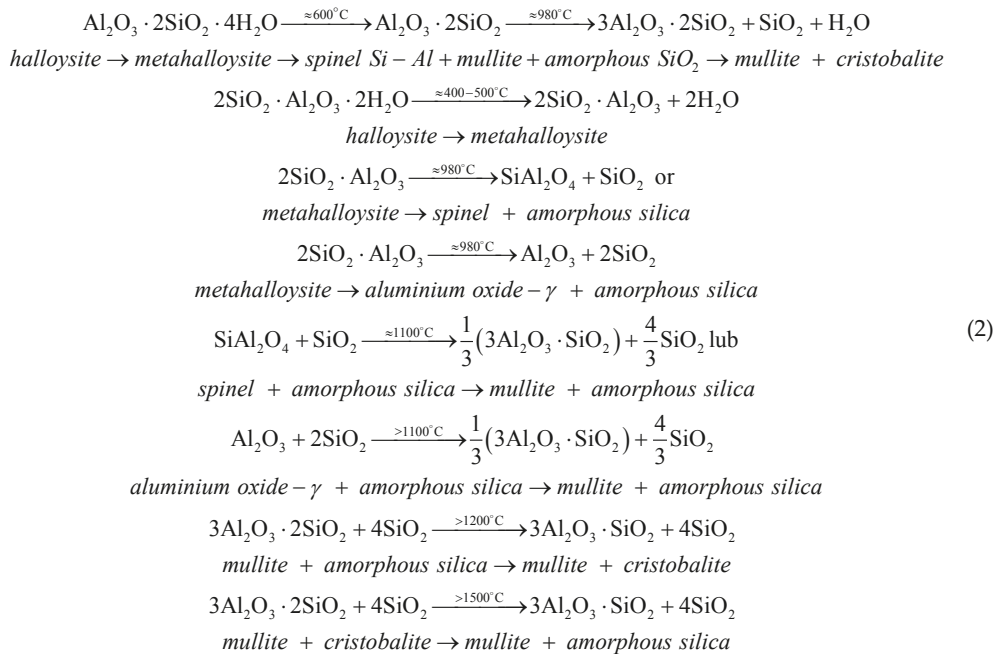 Al₂O₃ · 2SiO₂ · 4H₂O —≈600°C→ Al₂O₃ · 2SiO₂ —≈980°C→ 3Al₂O₃ · 2SiO₂ + SiO₂ + H₂O
halloysite → metahalloysite → spinel Si − Al + mullite + amorphous SiO₂ → mullite + cristobalite
2SiO₂ · Al₂O₃ · 2H₂O —≈400−500°C→ 2SiO₂ · Al₂O₃ + 2H₂O
halloysite → metahalloysite
2SiO₂ · Al₂O₃ —≈980°C→ SiAl₂O₄ + SiO₂ or
metahalloysite → spinel + amorphous silica
2SiO₂ · Al₂O₃ —≈980°C→ Al₂O₃ + 2SiO₂
metahalloysite → aluminium oxide − γ + amorphous silica
SiAl₂O₄ + SiO₂ —≈1100°C→ 1/3 (3Al₂O₃ · SiO₂) + 4/3 SiO₂ lub (2)
spinel + amorphous silica → mullite + amorphous silica
Al₂O₃ + 2SiO₂ —>1100°C→ 1/3 (3Al₂O₃ · SiO₂) + 4/3 SiO₂
aluminium oxide − γ + amorphous silica → mullite + amorphous silica
3Al₂O₃ · 2SiO₂ + 4SiO₂ —>1200°C→ 3Al₂O₃ · SiO₂ + 4SiO₂
mullite + amorphous silica → mullite + cristobalite
3Al₂O₃ · 2SiO₂ + 4SiO₂ —>1500°C→ 3Al₂O₃ · SiO₂ + 4SiO₂
mullite + cristobalite → mullite + amorphous silica